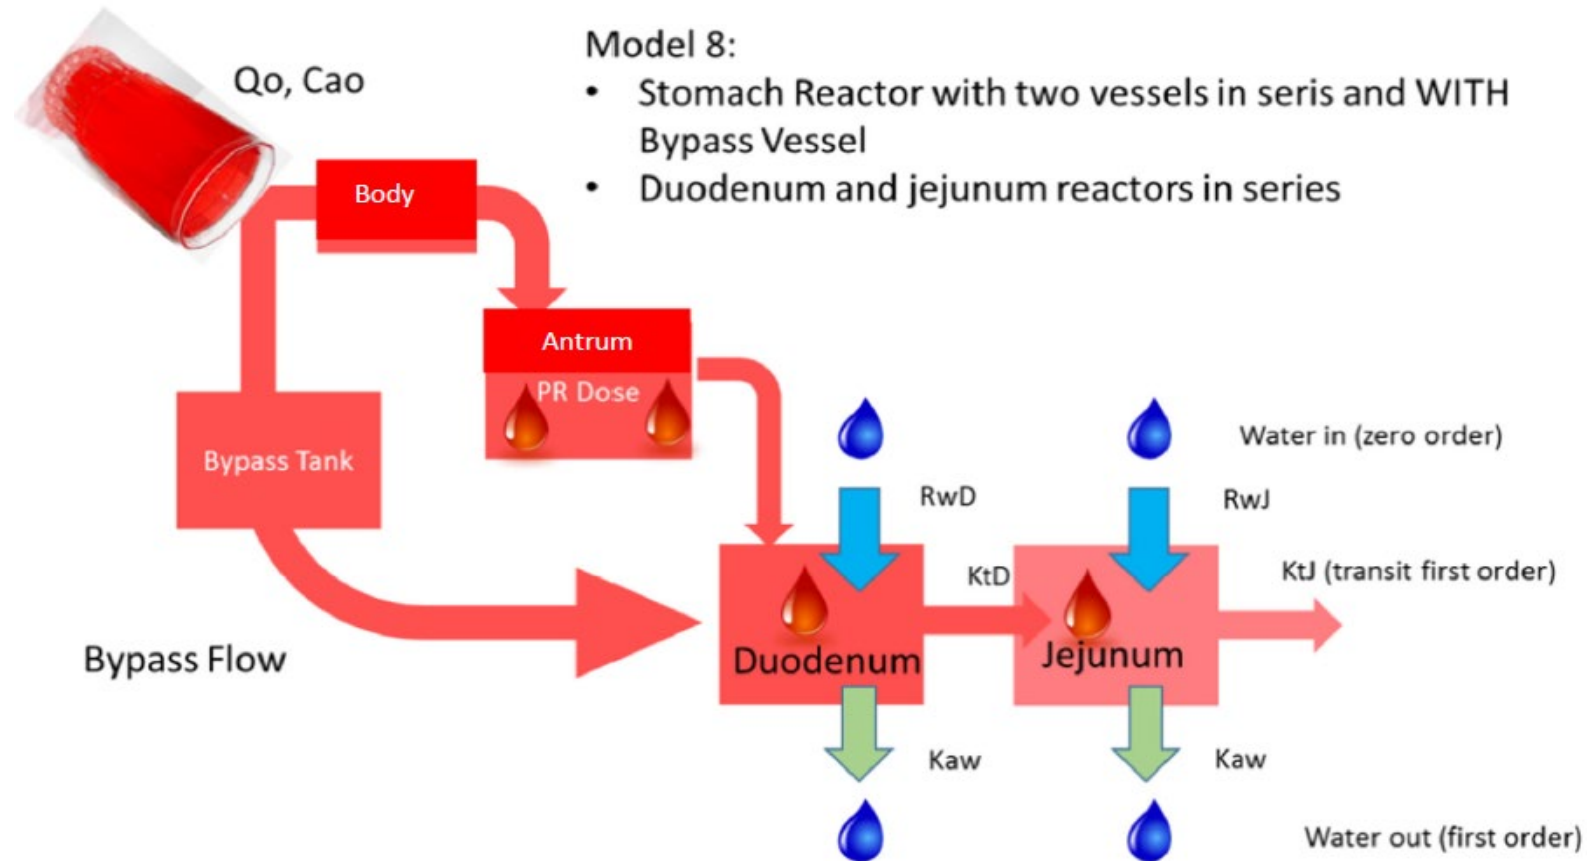 Qo, Cao
Model 8:
• Stomach Reactor with two vessels in seris and WITH
Bypass Vessel
• Duodenum and jejunum reactors in series
Body
Antrum
PR Dose
Bypass Tank
Water in (zero order)
RwD
RwJ
KtD
KtJ (transit first order)
Bypass Flow
Duodenum
Jejunum
Kaw
Kaw
Water out (first order)